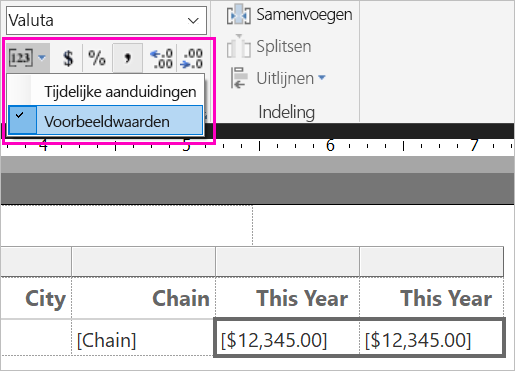 Valuta
Samenvoegen
[123] $ % , ←.0 .00 .00 →.0
Splitsen
Tijdelijke aanduidingen
Uitlijnen
Voorbeeldwaarden
Indeling
4 5 6 7
City Chain This Year This Year
[Chain] [$12,345.00] [$12,345.00]